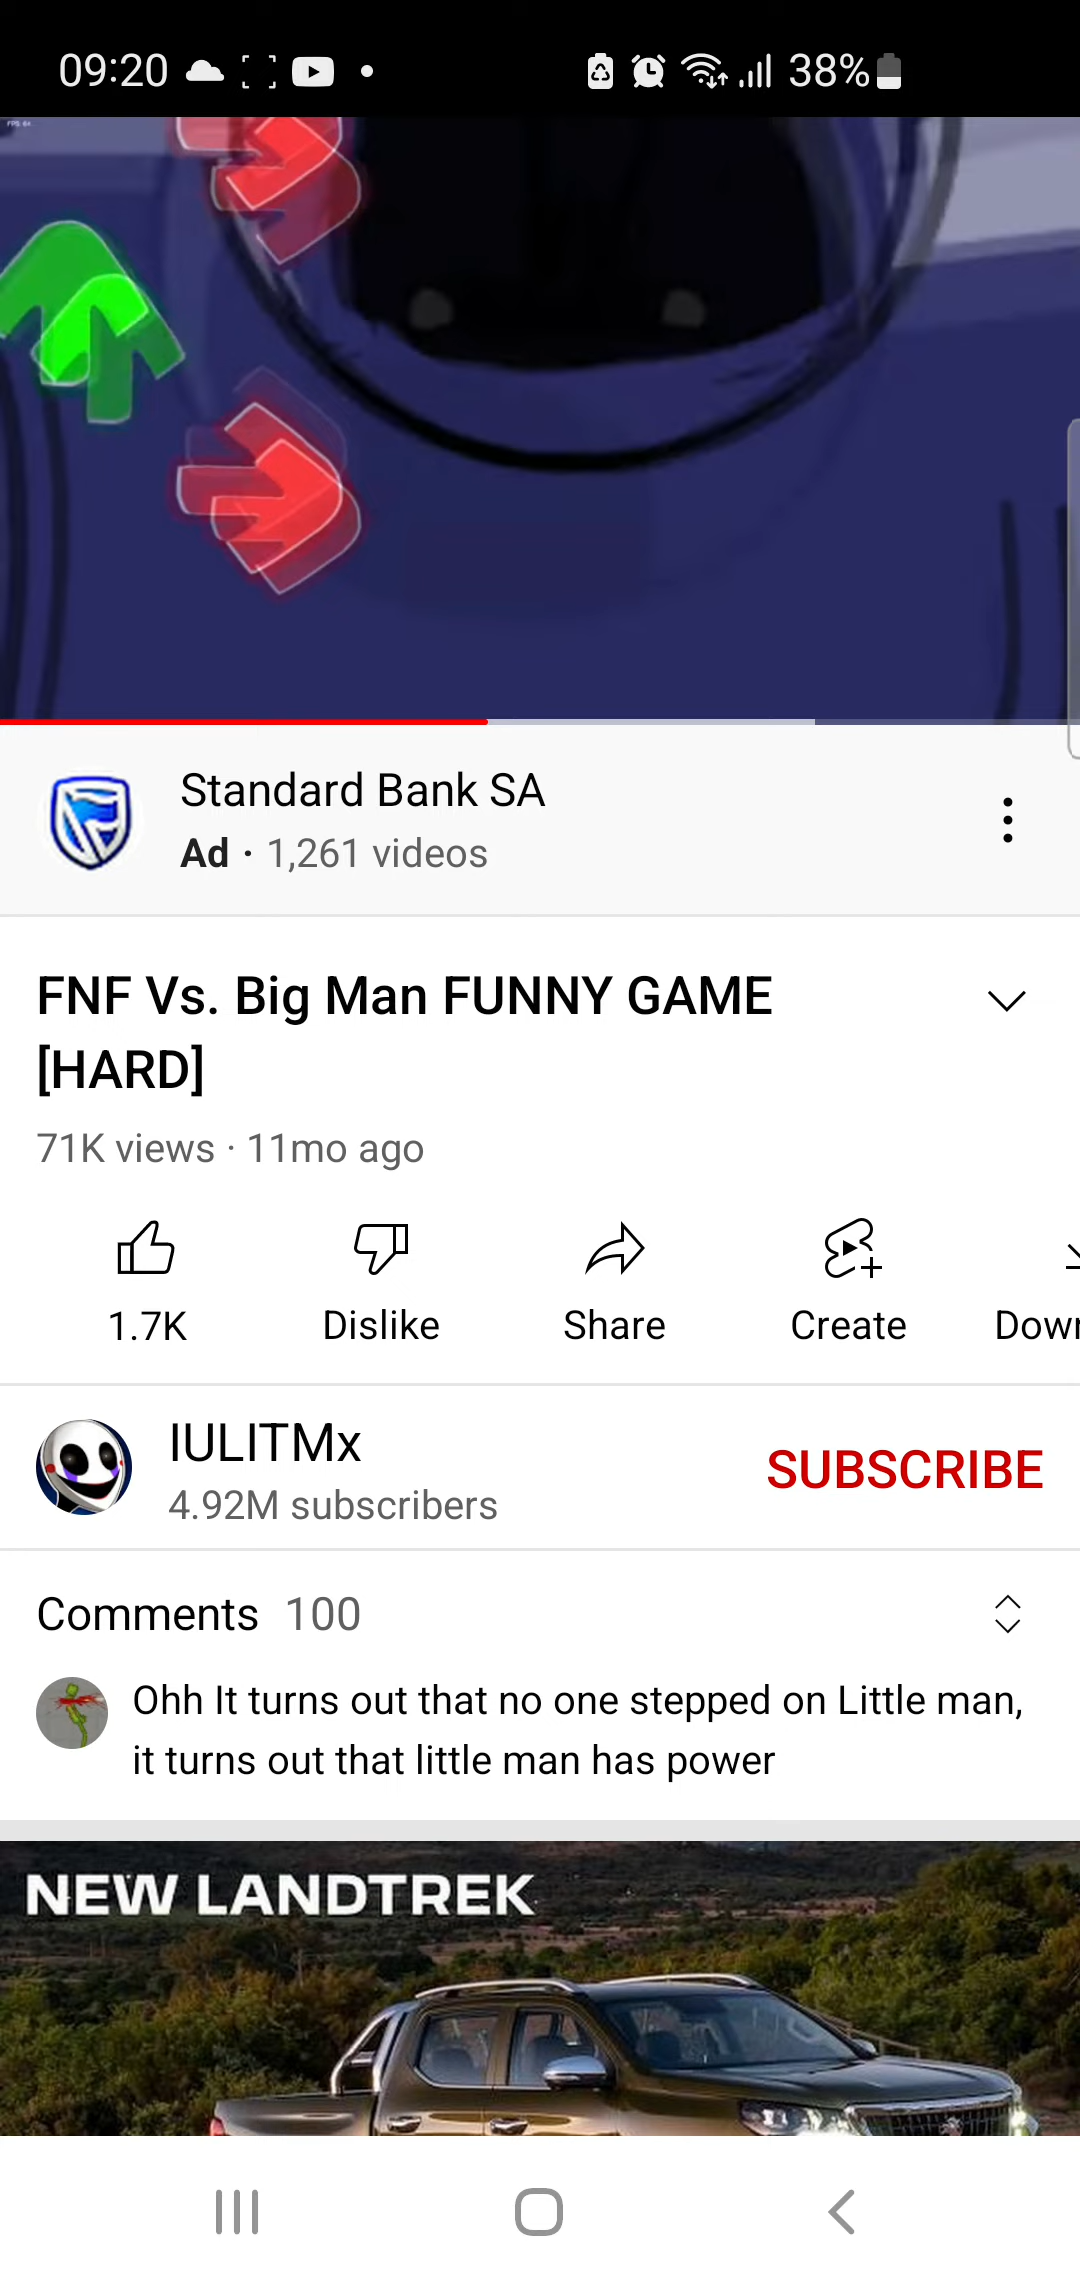 09:20
38%
Standard Bank SA
Ad · 1,261 videos
FNF Vs. Big Man FUNNY GAME
[HARD]
71K views · 11mo ago
1.7K
Dislike
Share
Create
Down
IULITMx
4.92M subscribers
SUBSCRIBE
Comments 100
Ohh It turns out that no one stepped on Little man,
it turns out that little man has power
NEW LANDTREK